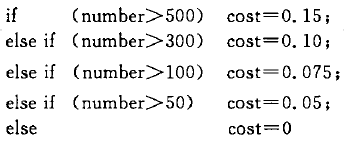 if (number>500) cost=0.15;
else if (number>300) cost=0.10;
else if (number>100) cost=0.075;
else if (number>50) cost=0.05;
else cost=0